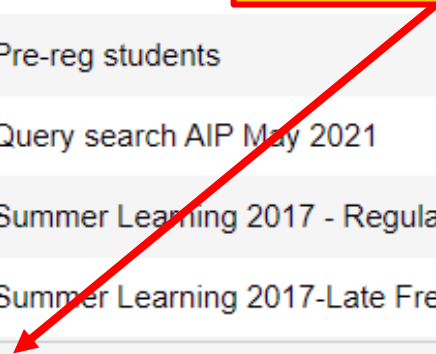 Pre-reg students
Query search AIP May 2021
Summer Learning 2017 - Regula
Summer Learning 2017-Late Fre